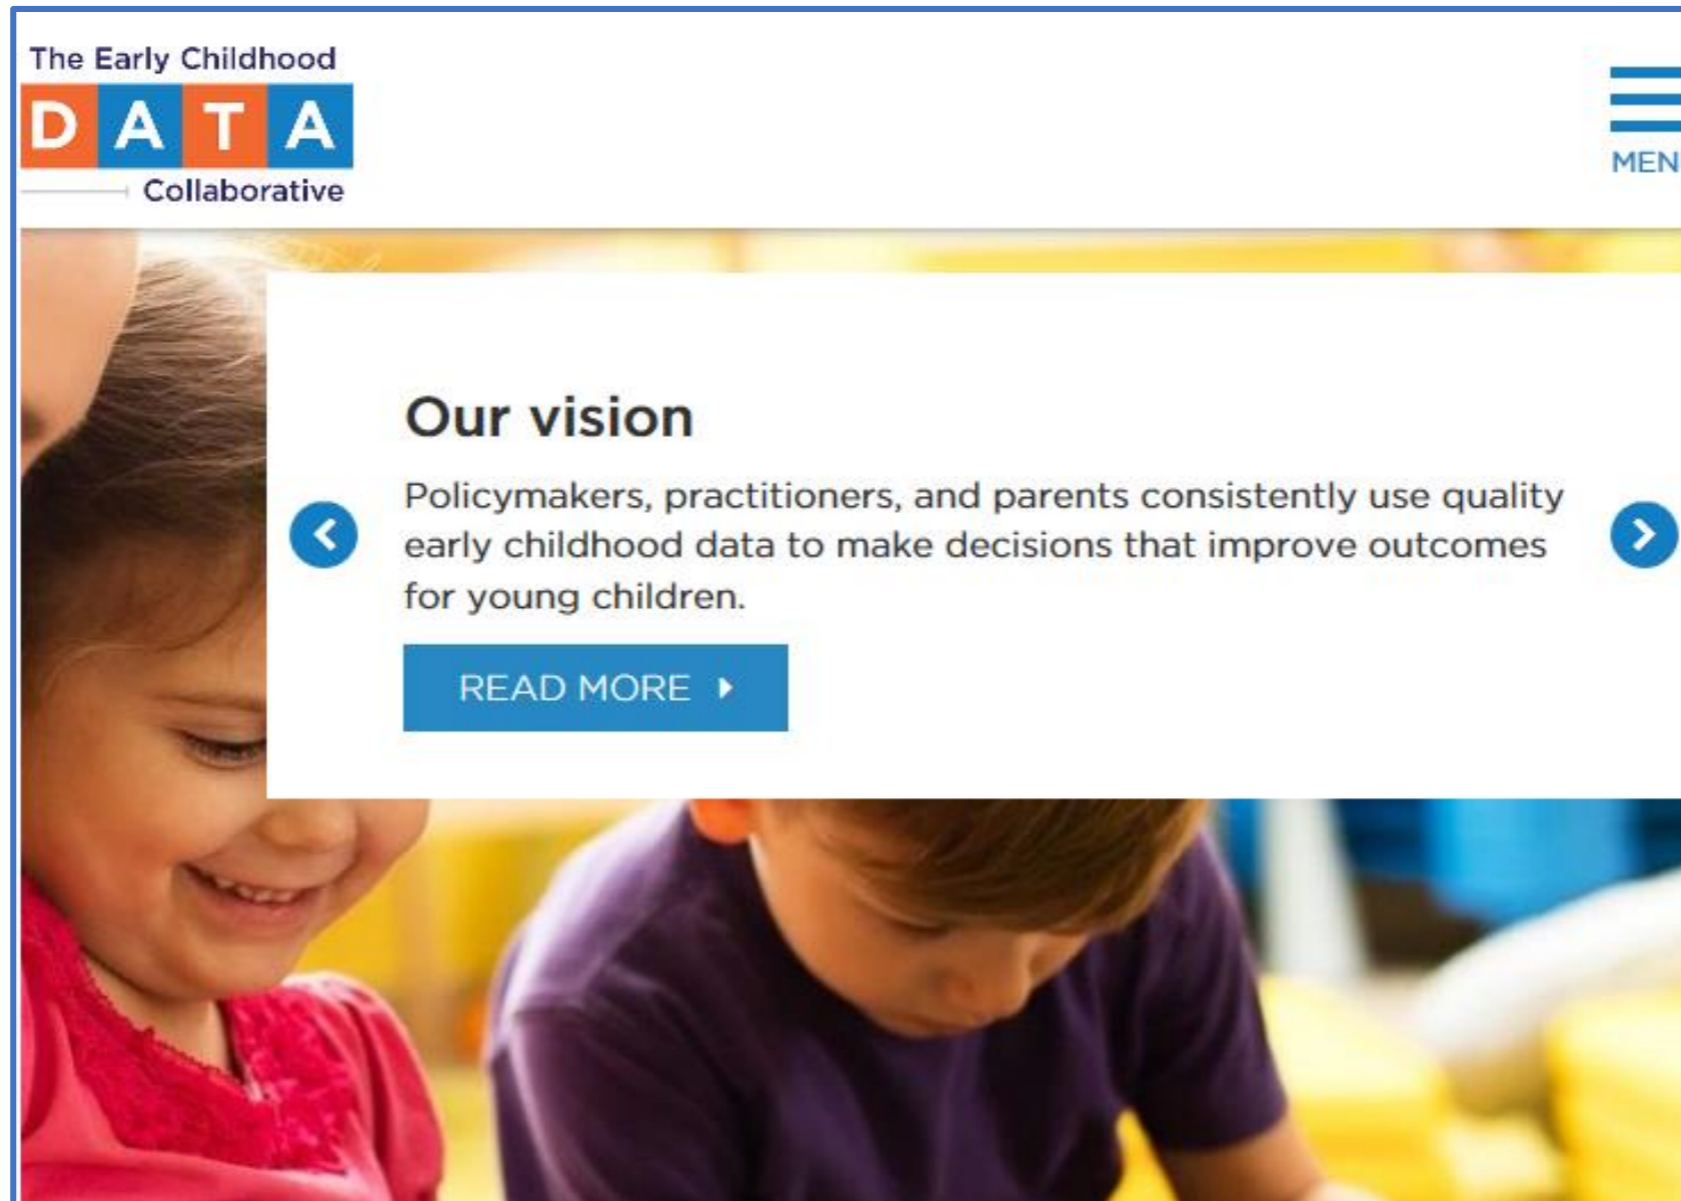 The Early Childhood
DATA
Collaborative
MEN
Our vision
Policymakers, practitioners, and parents consistently use quality
early childhood data to make decisions that improve outcomes
for young children.
READ MORE